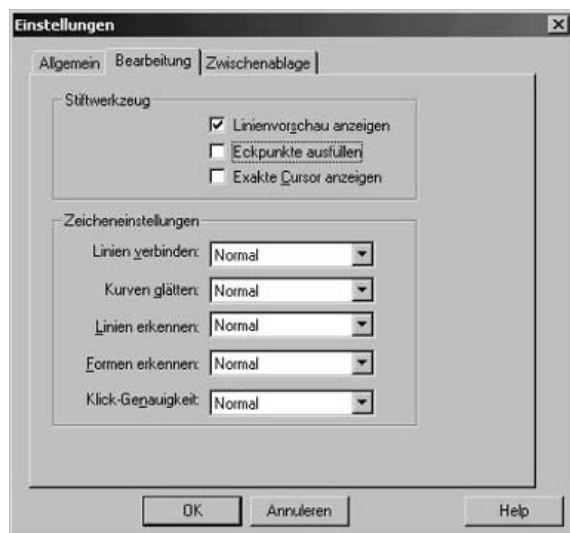 Einstellungen
Allgemein Bearbeitung Zwischenablage
Stiftwerkzeug
Linienvorschau anzeigen
Eckpunkte ausfüllen
Exakte Cursor anzeigen
Zeicheneinstellungen
Linien verbinden: Normal
Kurven glätten: Normal
Linien erkennen: Normal
Formen erkennen: Normal
Klick-Genauigkeit: Normal
OK Annuleren Help